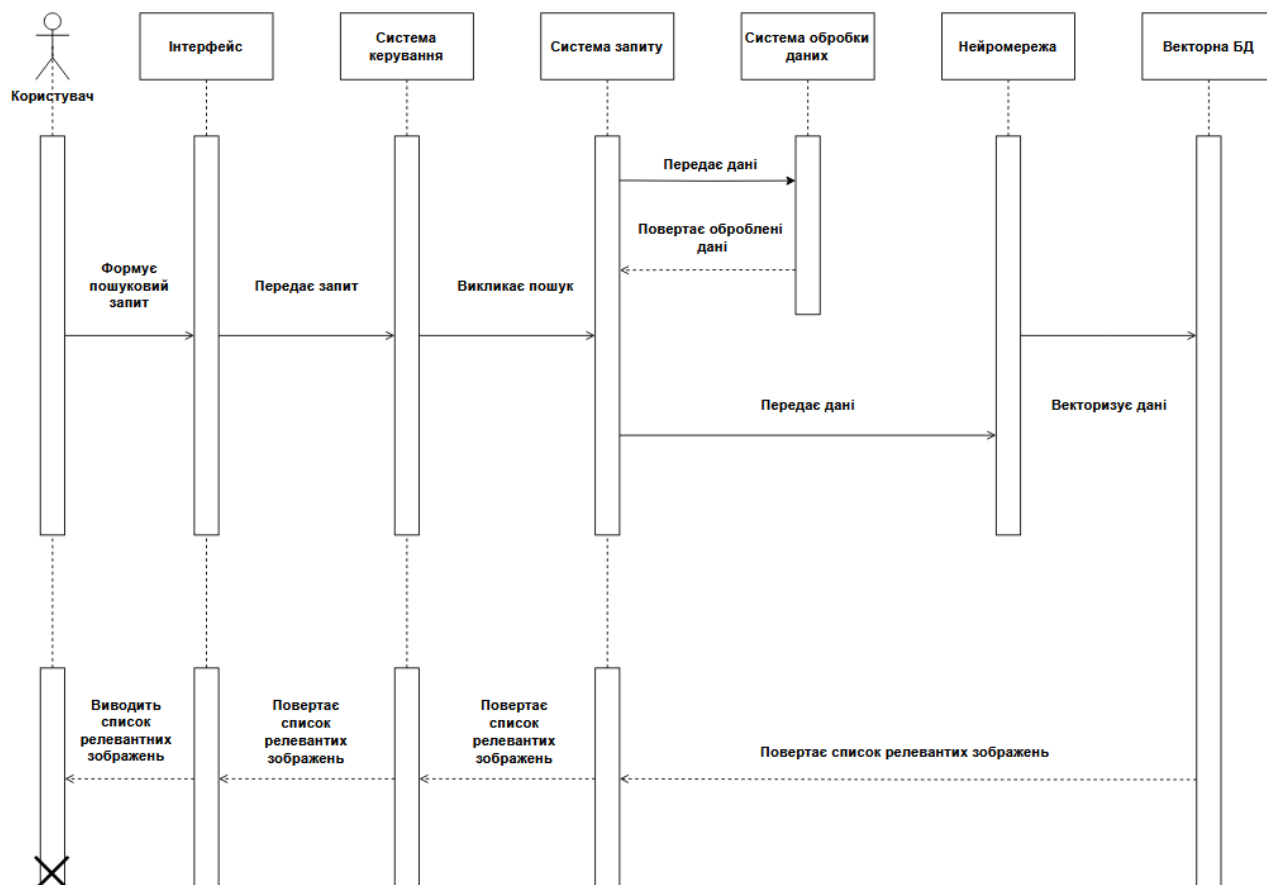 Користувач
Інтерфейс
Система
керування
Система запиту
Система обробки
даних
Нейромережа
Векторна БД
Передає дані
Повертає оброблені
дані
Формує
пошуковий
запит
Передає запит
Викликає пошук
Передає дані
Векторизує дані
Виводить
список
релевантних
зображень
Повертає
список
релевантих
зображень
Повертає
список
релевантих
зображень
Повертає список релевантих зображень